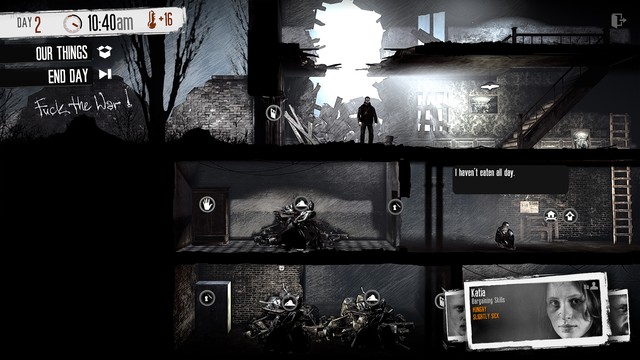 DAY 2 10:40am +16
OUR THINGS
END DAY
Fuck the War!
I haven't eaten all day.
Katia
Bargaining Skills
HUNGRY
SLIGHTLY SICK